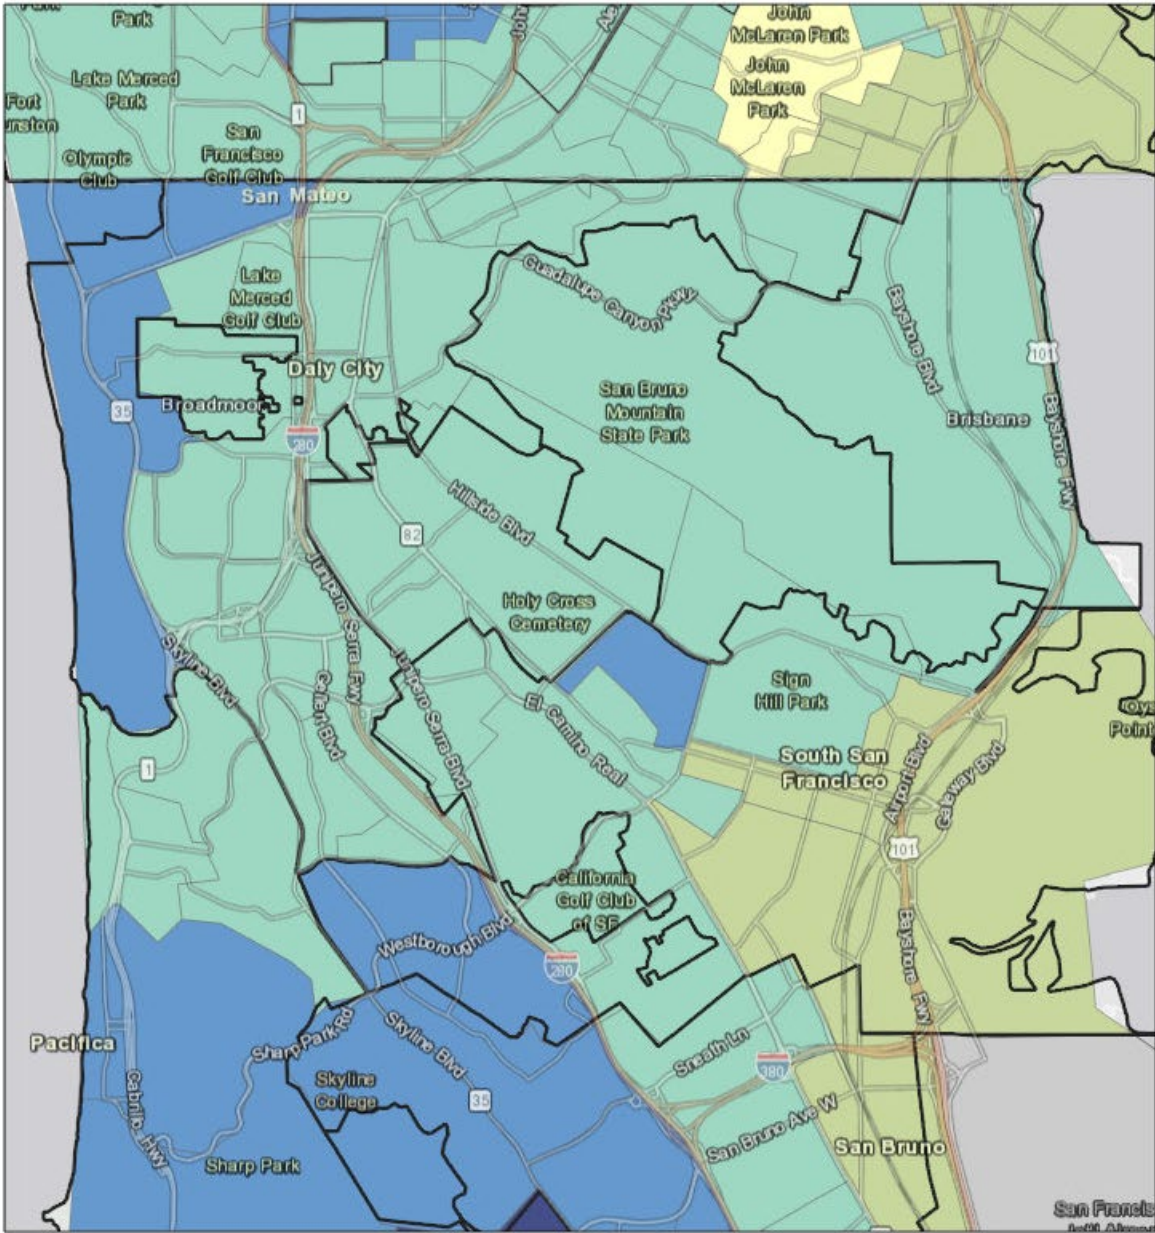 Park
John
McLaren Park
John
McLaren
Park
Lake Merced
Park
Fort
Olympic
Club
San
Francisco
Golf Club
1
San Mateo
Lake
Merced
Golf Club
Guadalupe Canyon Pkwy
Bayshore Blvd
101
Bayshore Fwy
Daly City
Broadmoor
35
280
San Bruno
Mountain
State Park
Brisbane
Hillside Blvd
82
Junipero Serra Fwy
Holy Cross
Cemetery
Skyline Blvd
Callan Blvd
Junipero Serra Blvd
El Camino Real
Sign
Hill Park
South San
Francisco
Airport Blvd
Gateway Blvd
Point
1
101
California
Golf Club
of SF
Westborough Blvd
280
Bayshore Fwy
Pacifica
Sharp Park Rd
Skyline Blvd
Sneath Ln
380
Skyline
College
35
Cabrillo Hwy
San Bruno Ave W
San Bruno
Sharp Park
San Francis